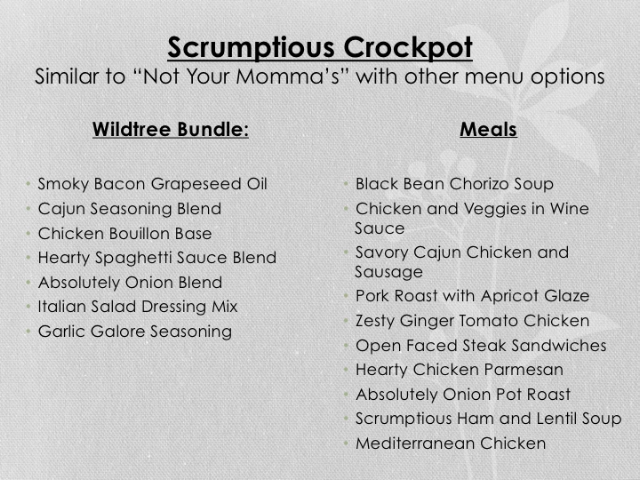 Scrumptious Crockpot
Similar to “Not Your Momma’s” with other menu options
Wildtree Bundle:
• Smoky Bacon Grapeseed Oil
• Cajun Seasoning Blend
• Chicken Bouillon Base
• Hearty Spaghetti Sauce Blend
• Absolutely Onion Blend
• Italian Salad Dressing Mix
• Garlic Galore Seasoning
Meals
• Black Bean Chorizo Soup
• Chicken and Veggies in Wine
Sauce
• Savory Cajun Chicken and
Sausage
• Pork Roast with Apricot Glaze
• Zesty Ginger Tomato Chicken
• Open Faced Steak Sandwiches
• Hearty Chicken Parmesan
• Absolutely Onion Pot Roast
• Scrumptious Ham and Lentil Soup
• Mediterranean Chicken